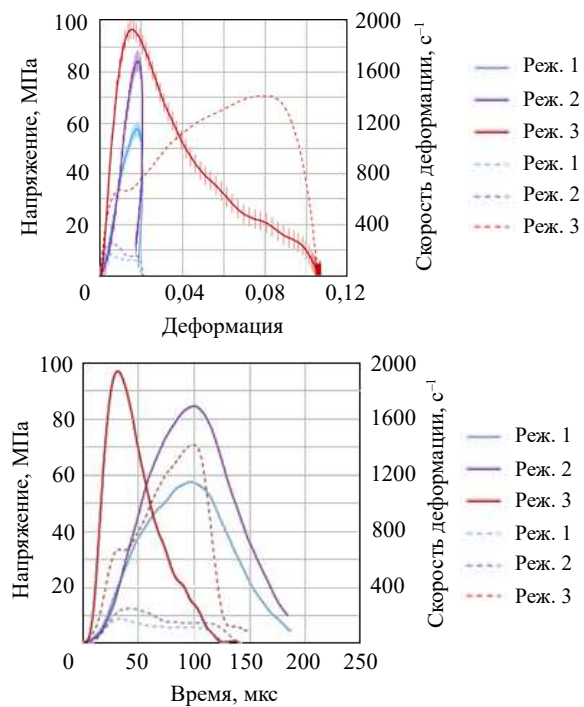 100
80
60
40
20
0
0,04
0,08
0,12
2000
1600
1200
800
400
Напряжение, МПа
Скорость деформации, с⁻¹
Деформация
Реж. 1
Реж. 2
Реж. 3
Реж. 1
Реж. 2
Реж. 3
100
80
60
40
20
0
50
100
150
200
250
2000
1600
1200
800
400
Напряжение, МПа
Скорость деформации, с⁻¹
Время, мкс
Реж. 1
Реж. 2
Реж. 3
Реж. 1
Реж. 2
Реж. 3